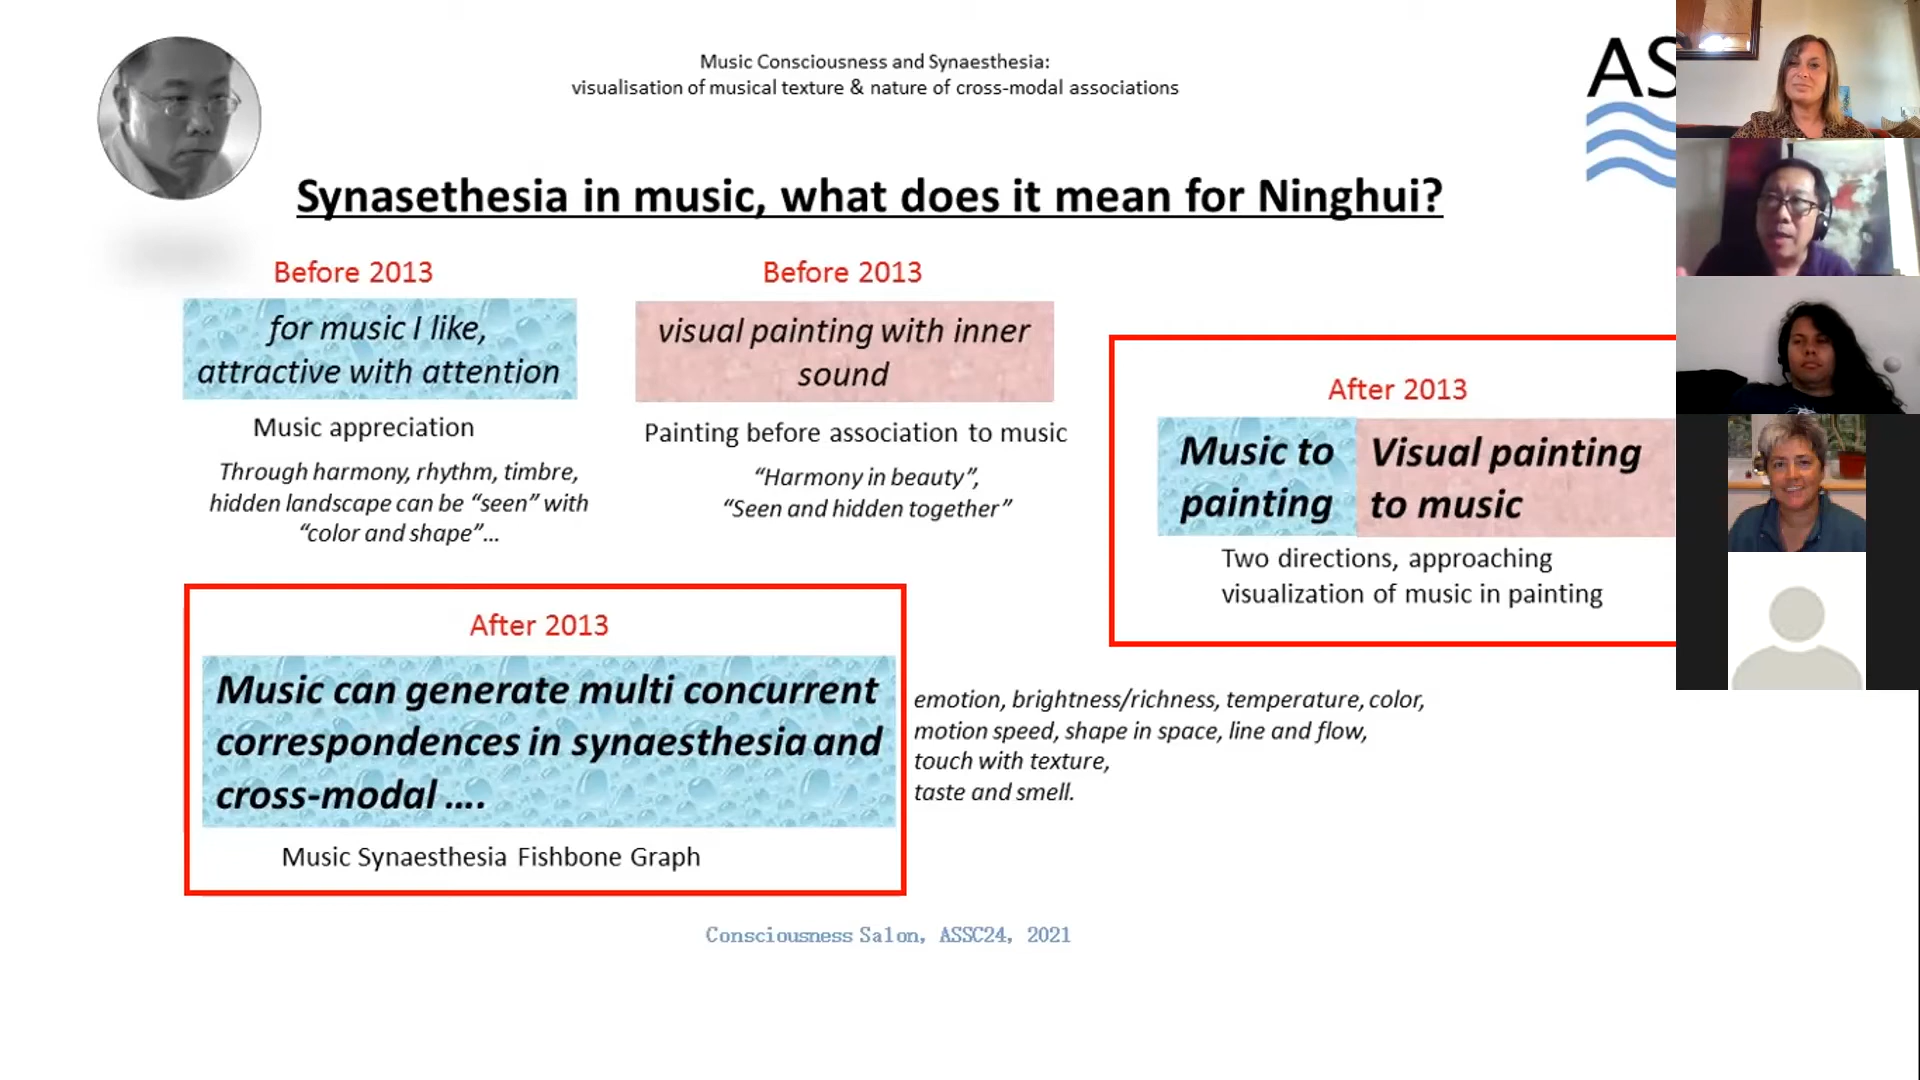 Music Consciousness and Synaesthesia:
visualisation of musical texture & nature of cross-modal associations
AS
Synasethesia in music, what does it mean for Ninghui?
Before 2013
for music I like,
attractive with attention
Music appreciation
Through harmony, rhythm, timbre,
hidden landscape can be “seen” with
“color and shape”...
Before 2013
visual painting with inner
sound
Painting before association to music
“Harmony in beauty”,
“Seen and hidden together”
After 2013
Music to
painting
Visual painting
to music
Two directions, approaching
visualization of music in painting
After 2013
Music can generate multi concurrent
correspondences in synaesthesia and
cross-modal ....
Music Synaesthesia Fishbone Graph
emotion, brightness/richness, temperature, color,
motion speed, shape in space, line and flow,
touch with texture,
taste and smell.
Consciousness Salon, ASSC24, 2021